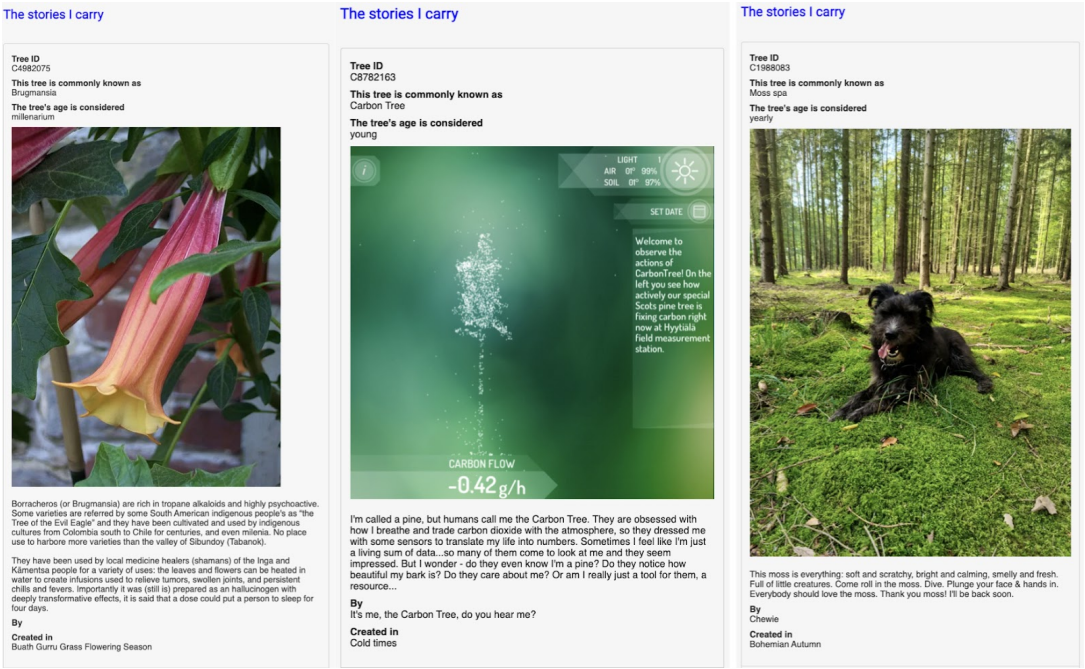 The stories I carry
Tree ID
C4982075
This tree is commonly known as
Brugmansia
The tree's age is considered
millenarium
Borracheros (or Brugmansia) are rich in tropane alkaloids and highly psychoactive.
Some varieties are referred by some South American indigenous people's as "the
Tree of the Evil Eagle" and they have been cultivated and used by indigenous
cultures from Colombia south to Chile for centuries, and even milenia. No place
use to harbore more varieties than the valley of Sibundoy (Tabanok).
They have been used by local medicine healers (shamans) of the Inga and
Kämentsa people for a variety of uses: the leaves and flowers can be heated in
water to create infusions used to relieve tumors, swollen joints, and persistent
chills and fevers. Importantly it was (still is) prepared as an hallucinogen with
deeply transformative effects, it is said that a dose could put a person to sleep for
four days.
By
Created in
Buath Gurru Grass Flowering Season
The stories I carry
Tree ID
C8782163
This tree is commonly known as
Carbon Tree
The tree's age is considered
young
i
LIGHT 1
AIR 01° 99%
SOIL 01° 97%
SET DATE
Welcome to
observe the
actions of
CarbonTree! On the
left you see how
actively our special
Scots pine tree is
fixing carbon right
now at Hyytiälä
field measurement
station.
CARBON FLOW
-0.42 g/h
I'm called a pine, but humans call me the Carbon Tree. They are obsessed with
how I breathe and trade carbon dioxide with the atmosphere, so they dressed me
with some sensors to translate my life into numbers. Sometimes I feel like I'm just
a living sum of data...so many of them come to look at me and they seem
impressed. But I wonder - do they even know I'm a pine? Do they notice how
beautiful my bark is? Do they care about me? Or am I really just a tool for them, a
resource...
By
It's me, the Carbon Tree, do you hear me?
Created in
Cold times
The stories I carry
Tree ID
C1988083
This tree is commonly known as
Moss spa
The tree's age is considered
yearly
This moss is everything: soft and scratchy, bright and calming, smelly and fresh.
Full of little creatures. Come roll in the moss. Dive. Plunge your face & hands in.
Everybody should love the moss. Thank you moss! I'll be back soon.
By
Chewie
Created in
Bohemian Autumn